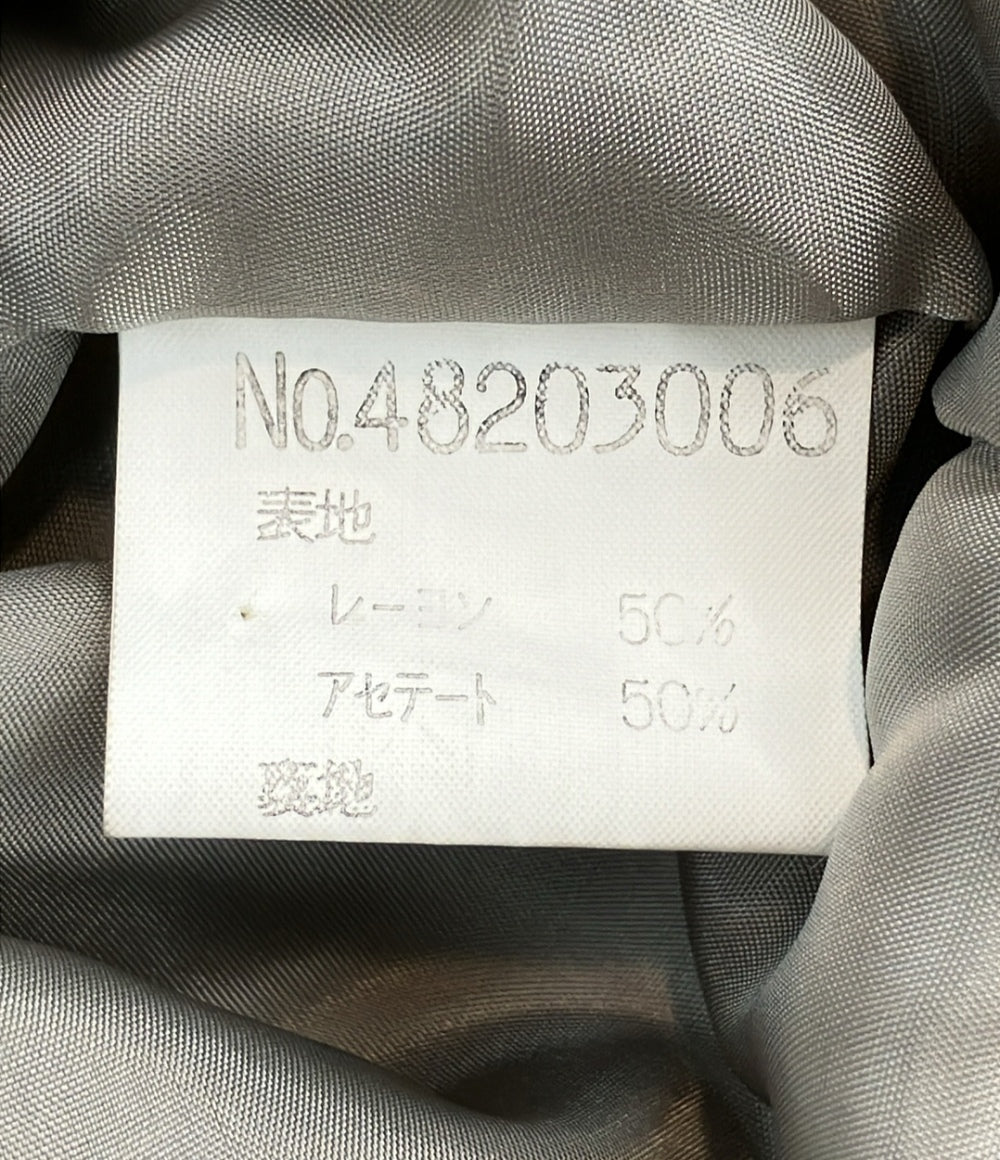 No.48203006
表地
レーヨン 50%
アセテート 50%
裏地